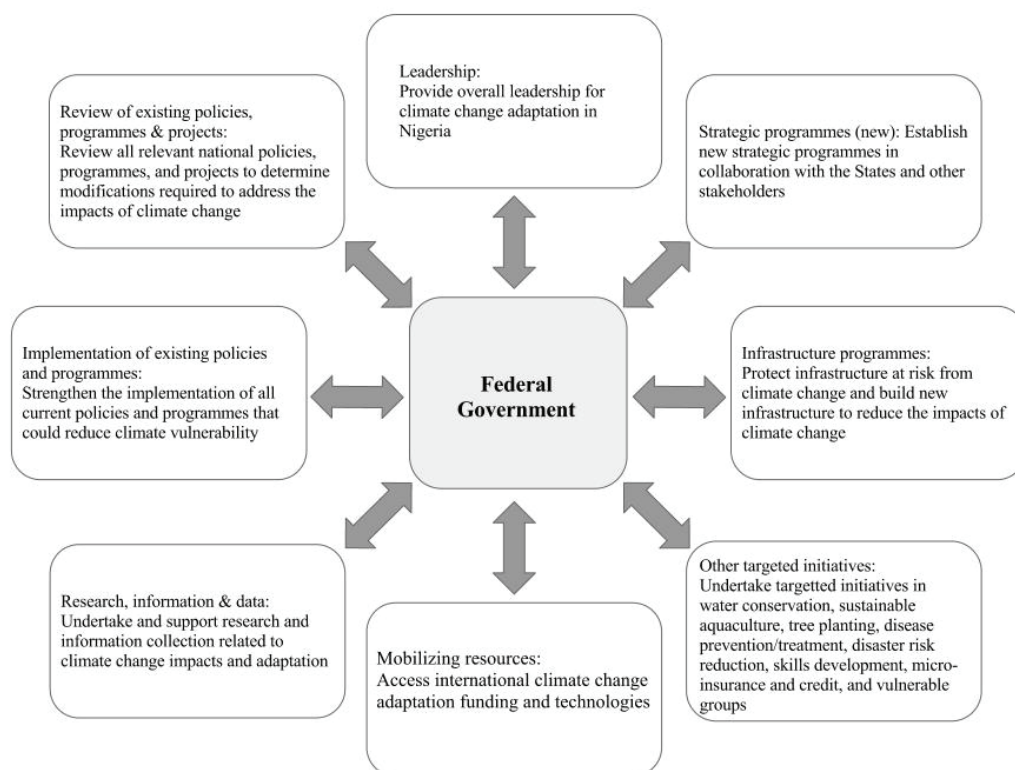 Leadership:
Provide overall leadership for
climate change adaptation in
Nigeria
Review of existing policies,
programmes & projects:
Review all relevant national policies,
programmes, and projects to determine
modifications required to address the
impacts of climate change
Strategic programmes (new): Establish
new strategic programmes in
collaboration with the States and other
stakeholders
Implementation of existing policies
and programmes:
Strengthen the implementation of all
current policies and programmes that
could reduce climate vulnerability
Federal
Government
Infrastructure programmes:
Protect infrastructure at risk from
climate change and build new
infrastructure to reduce the impacts of
climate change
Research, information & data:
Undertake and support research and
information collection related to
climate change impacts and adaptation
Mobilizing resources:
Access international climate change
adaptation funding and technologies
Other targeted initiatives:
Undertake targetted initiatives in
water conservation, sustainable
aquaculture, tree planting, disease
prevention/treatment, disaster risk
reduction, skills development, micro-
insurance and credit, and vulnerable
groups